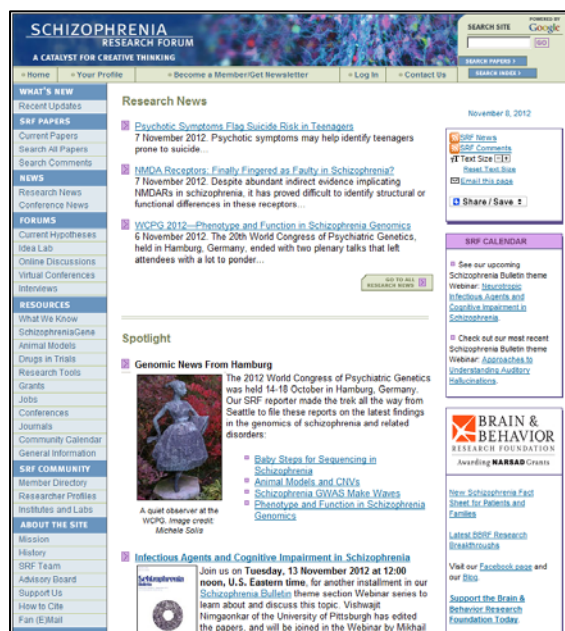 SCHIZOPHRENIA
RESEARCH FORUM
A CATALYST FOR CREATIVE THINKING
SEARCH SITE
POWERED BY
Google
GO
SEARCH PAPERS >
SEARCH INDEX >
Home
Your Profile
Become a Member/Get Newsletter
Log In
Contact Us
WHAT'S NEW
Recent Updates
SRF PAPERS
Current Papers
Search All Papers
Search Comments
NEWS
Research News
Conference News
FORUMS
Current Hypotheses
Idea Lab
Online Discussions
Virtual Conferences
Interviews
RESOURCES
What We Know
SchizophreniaGene
Animal Models
Drugs in Trials
Research Tools
Grants
Jobs
Conferences
Journals
Community Calendar
General Information
SRF COMMUNITY
Member Directory
Researcher Profiles
Institutes and Labs
ABOUT THE SITE
Mission
History
SRF Team
Advisory Board
Support Us
How to Cite
Fan (E)Mail
Research News
Psychotic Symptoms Flag Suicide Risk in Teenagers
7 November 2012. Psychotic symptoms may help identify teenagers
prone to suicide...
NMDA Receptors: Finally Fingered as Faulty in Schizophrenia?
7 November 2012. Despite abundant indirect evidence implicating
NMDARs in schizophrenia, it has proved difficult to identify structural or
functional differences in these receptors...
WCPG 2012—Phenotype and Function in Schizophrenia Genomics
6 November 2012. The 20th World Congress of Psychiatric Genetics,
held in Hamburg, Germany, ended with two plenary talks that left
attendees with a lot to ponder...
GO TO ALL
RESEARCH NEWS
Spotlight
Genomic News From Hamburg
The 2012 World Congress of Psychiatric Genetics
was held 14-18 October in Hamburg, Germany.
Our SRF reporter made the trek all the way from
Seattle to file these reports on the latest findings
in the genomics of schizophrenia and related
disorders:
Baby Steps for Sequencing in
Schizophrenia
Animal Models and CNVs
Schizophrenia GWAS Make Waves
Phenotype and Function in Schizophrenia
Genomics
A quiet observer at the
WCPG. Image credit:
Michele Solis
Infectious Agents and Cognitive Impairment in Schizophrenia
Schizophrenia
Bulletin
Join us on Tuesday, 13 November 2012 at 12:00
noon, U.S. Eastern time, for another installment in our
Schizophrenia Bulletin theme section Webinar series to
learn about and discuss this topic. Vishwajit
Nimgaonkar of the University of Pittsburgh has edited
the papers, and will be joined in the Webinar by Mikhail
November 8, 2012
SRF News
SRF Comments
Text Size
Reset Text Size
Email this page
Share / Save
SRF CALENDAR
See our upcoming
Schizophrenia Bulletin theme
Webinar: Neurotropic
Infectious Agents and
Cognitive Impairment in
Schizophrenia.
Check out our most recent
Schizophrenia Bulletin theme
Webinar: Approaches to
Understanding Auditory
Hallucinations.
BRAIN &
BEHAVIOR
RESEARCH FOUNDATION
Awarding NARSAD Grants
New Schizophrenia Fact
Sheet for Patients and
Families
Latest BBRF Research
Breakthroughs
Visit our Facebook page and
our Blog.
Support the Brain &
Behavior Research
Foundation Today.